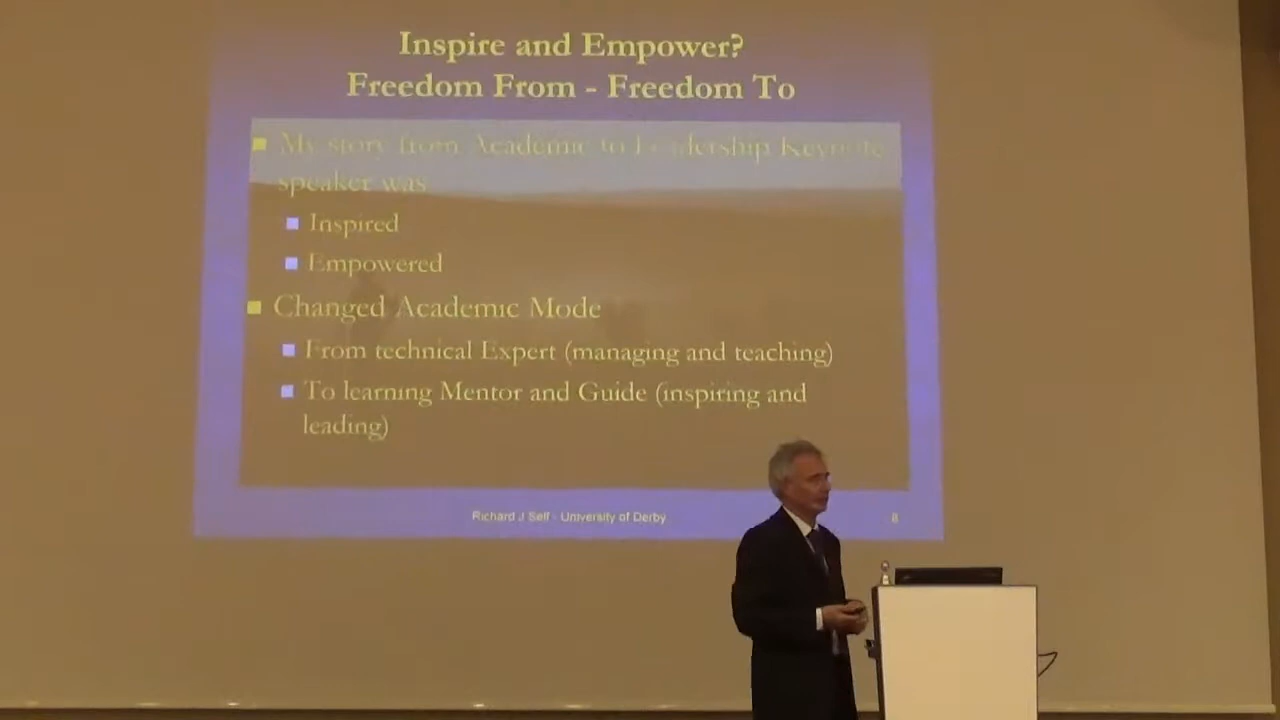 Inspire and Empower?
Freedom From - Freedom To
My story from Academic to Leadership Keynote
speaker was
Inspired
Empowered
Changed Academic Mode
From technical Expert (managing and teaching)
To learning Mentor and Guide (inspiring and
leading)
Richard J Self - University of Derby
8